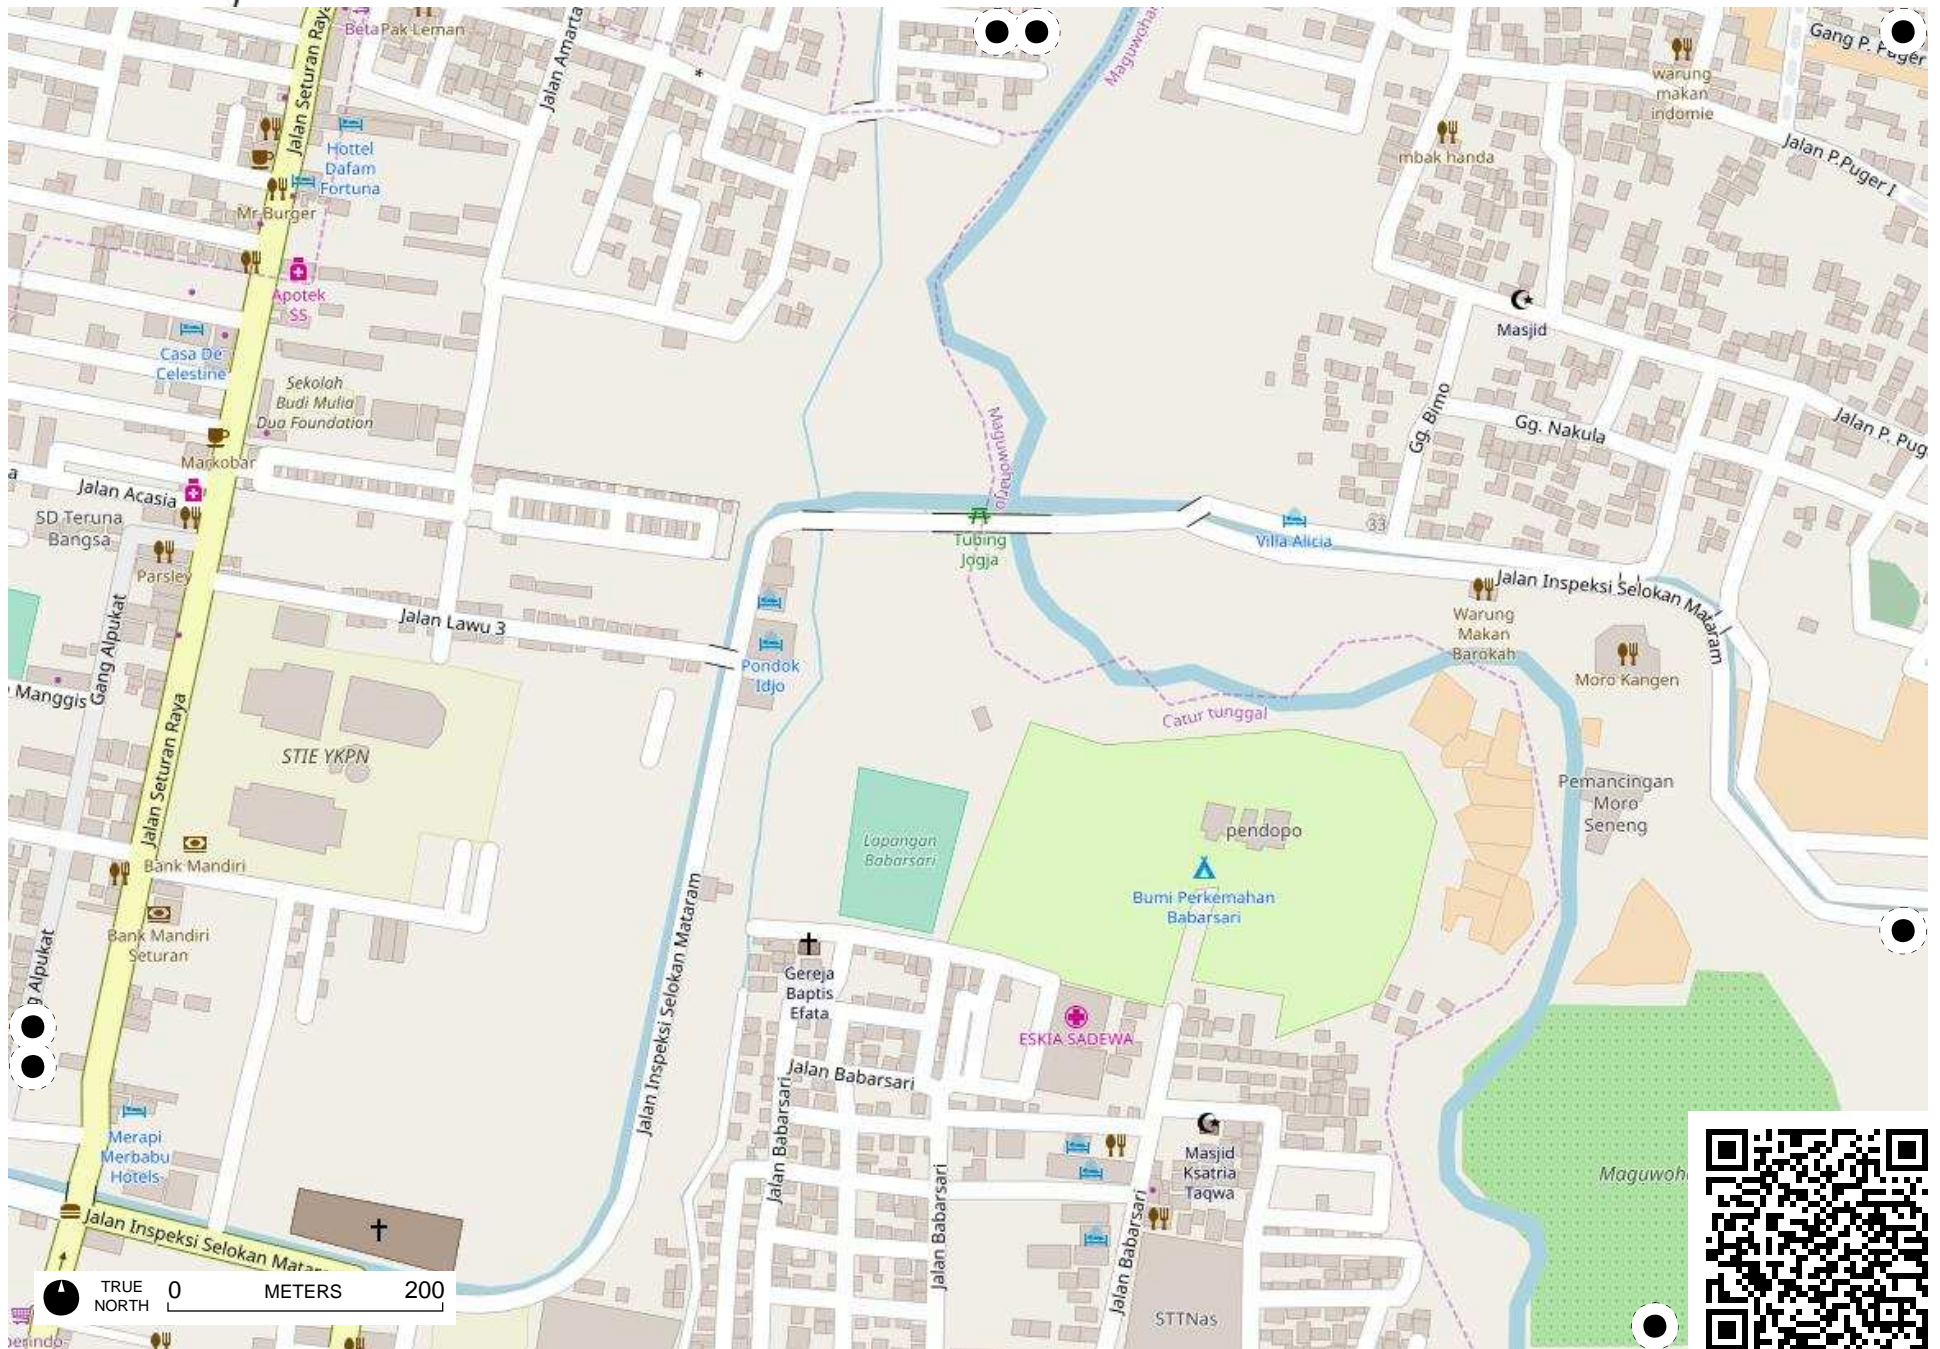 Beta
Pak Leman
Jalan Seturan Raya
Jalan Amarta
Maguwohar
Gang P. Puger
warung
makan
indomie
mbak handa
Jalan P.Puger I
Hottel
Dafam
Fortuna
Mr Burger
Apotek
SS
Casa De
Celestine
Sekolah
Budi Mulia
Dua Foundation
Markobar
Masjid
Gg. Bimo
Gg. Nakula
Jalan P. Pug
Maguwoharjo
a
Jalan Acasia
SD Teruna
Bangsa
Parsley
33
Tubing
Jogja
Villa Alicia
Jalan Inspeksi Selokan Mataram
Warung
Makan
Barokah
Moro Kangen
Jalan Lawu 3
Gang Alpukat
Manggis
Pondok
Idjo
Catur tunggal
STIE YKPN
Jalan Seturan Raya
Pemancingan
Moro
Seneng
pendopo
Lapangan
Babarsari
Bumi Perkemahan
Babarsari
Bank Mandiri
Bank Mandiri
Seturan
g Alpukat
Jalan Inspeksi Selokan Mataram
Gereja
Baptis
Efata
ESKIA SADEWA
Jalan Babarsari
Jalan Babarsari
Merapi
Merbabu
Hotels
Masjid
Ksatria
Taqwa
Maguwoh
Jalan Babarsari
Jalan Babarsari
Jalan Inspeksi Selokan Matar
TRUE
NORTH
0 METERS 200
STTNas
perindo